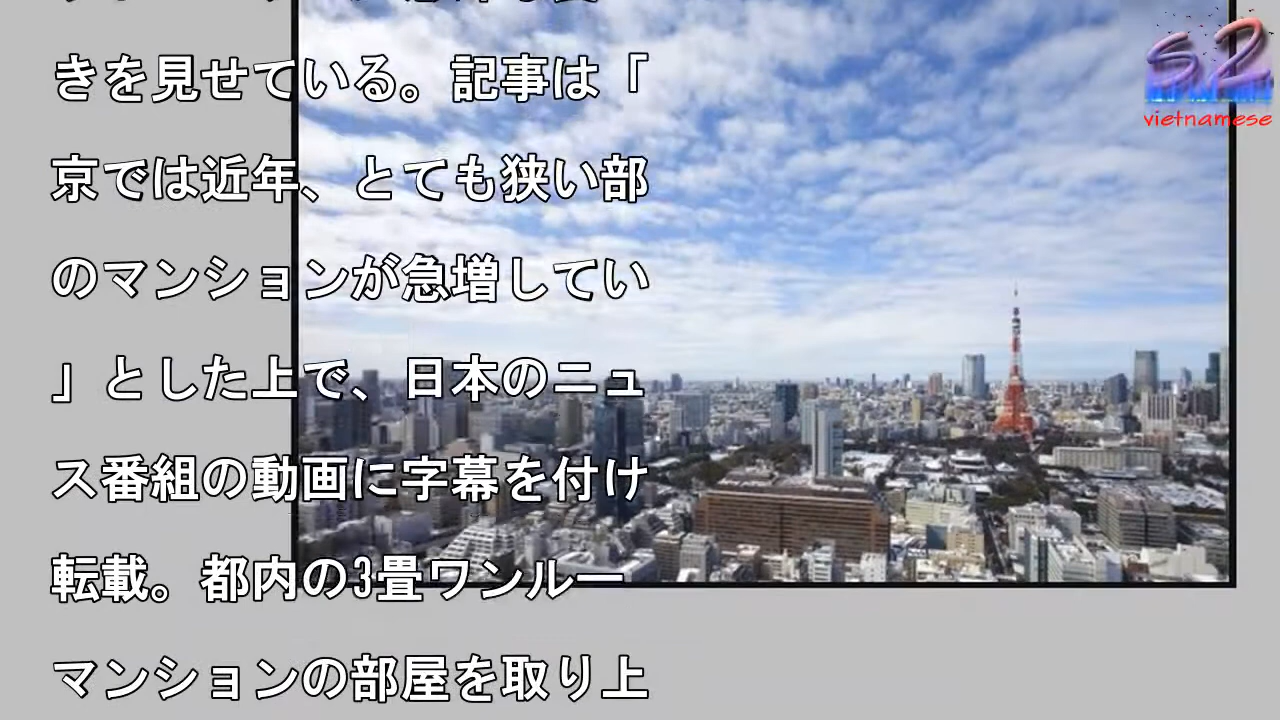 きを見せている。記事は「
京では近年、とても狭い部
のマンションが急増してい
」とした上で、日本のニュ
ス番組の動画に字幕を付け
転載。都内の3畳ワンルー
マンションの部屋を取り上
S2
vietnamese